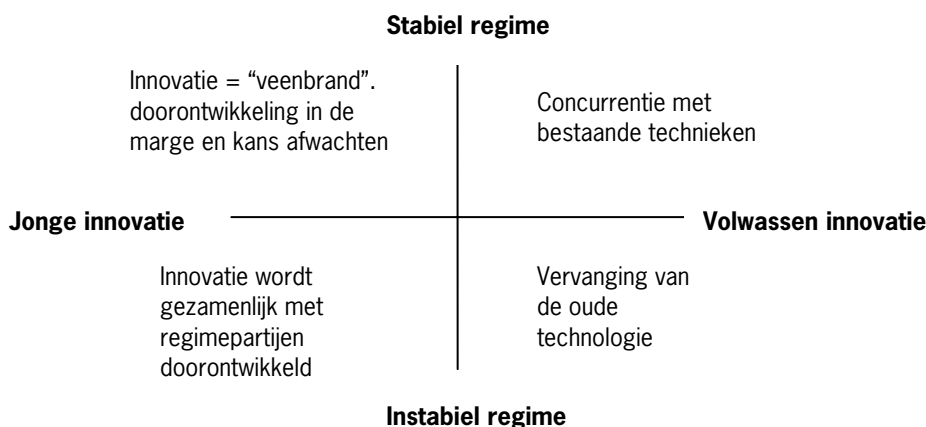 Stabiel regime
Innovatie = “veenbrand”.
doorontwikkeling in de
marge en kans afwachten
Concurrentie met
bestaande technieken
Jonge innovatie
Volwassen innovatie
Innovatie wordt
gezamenlijk met
regimepartijen
doorontwikkeld
Vervanging van
de oude
technologie
Instabiel regime